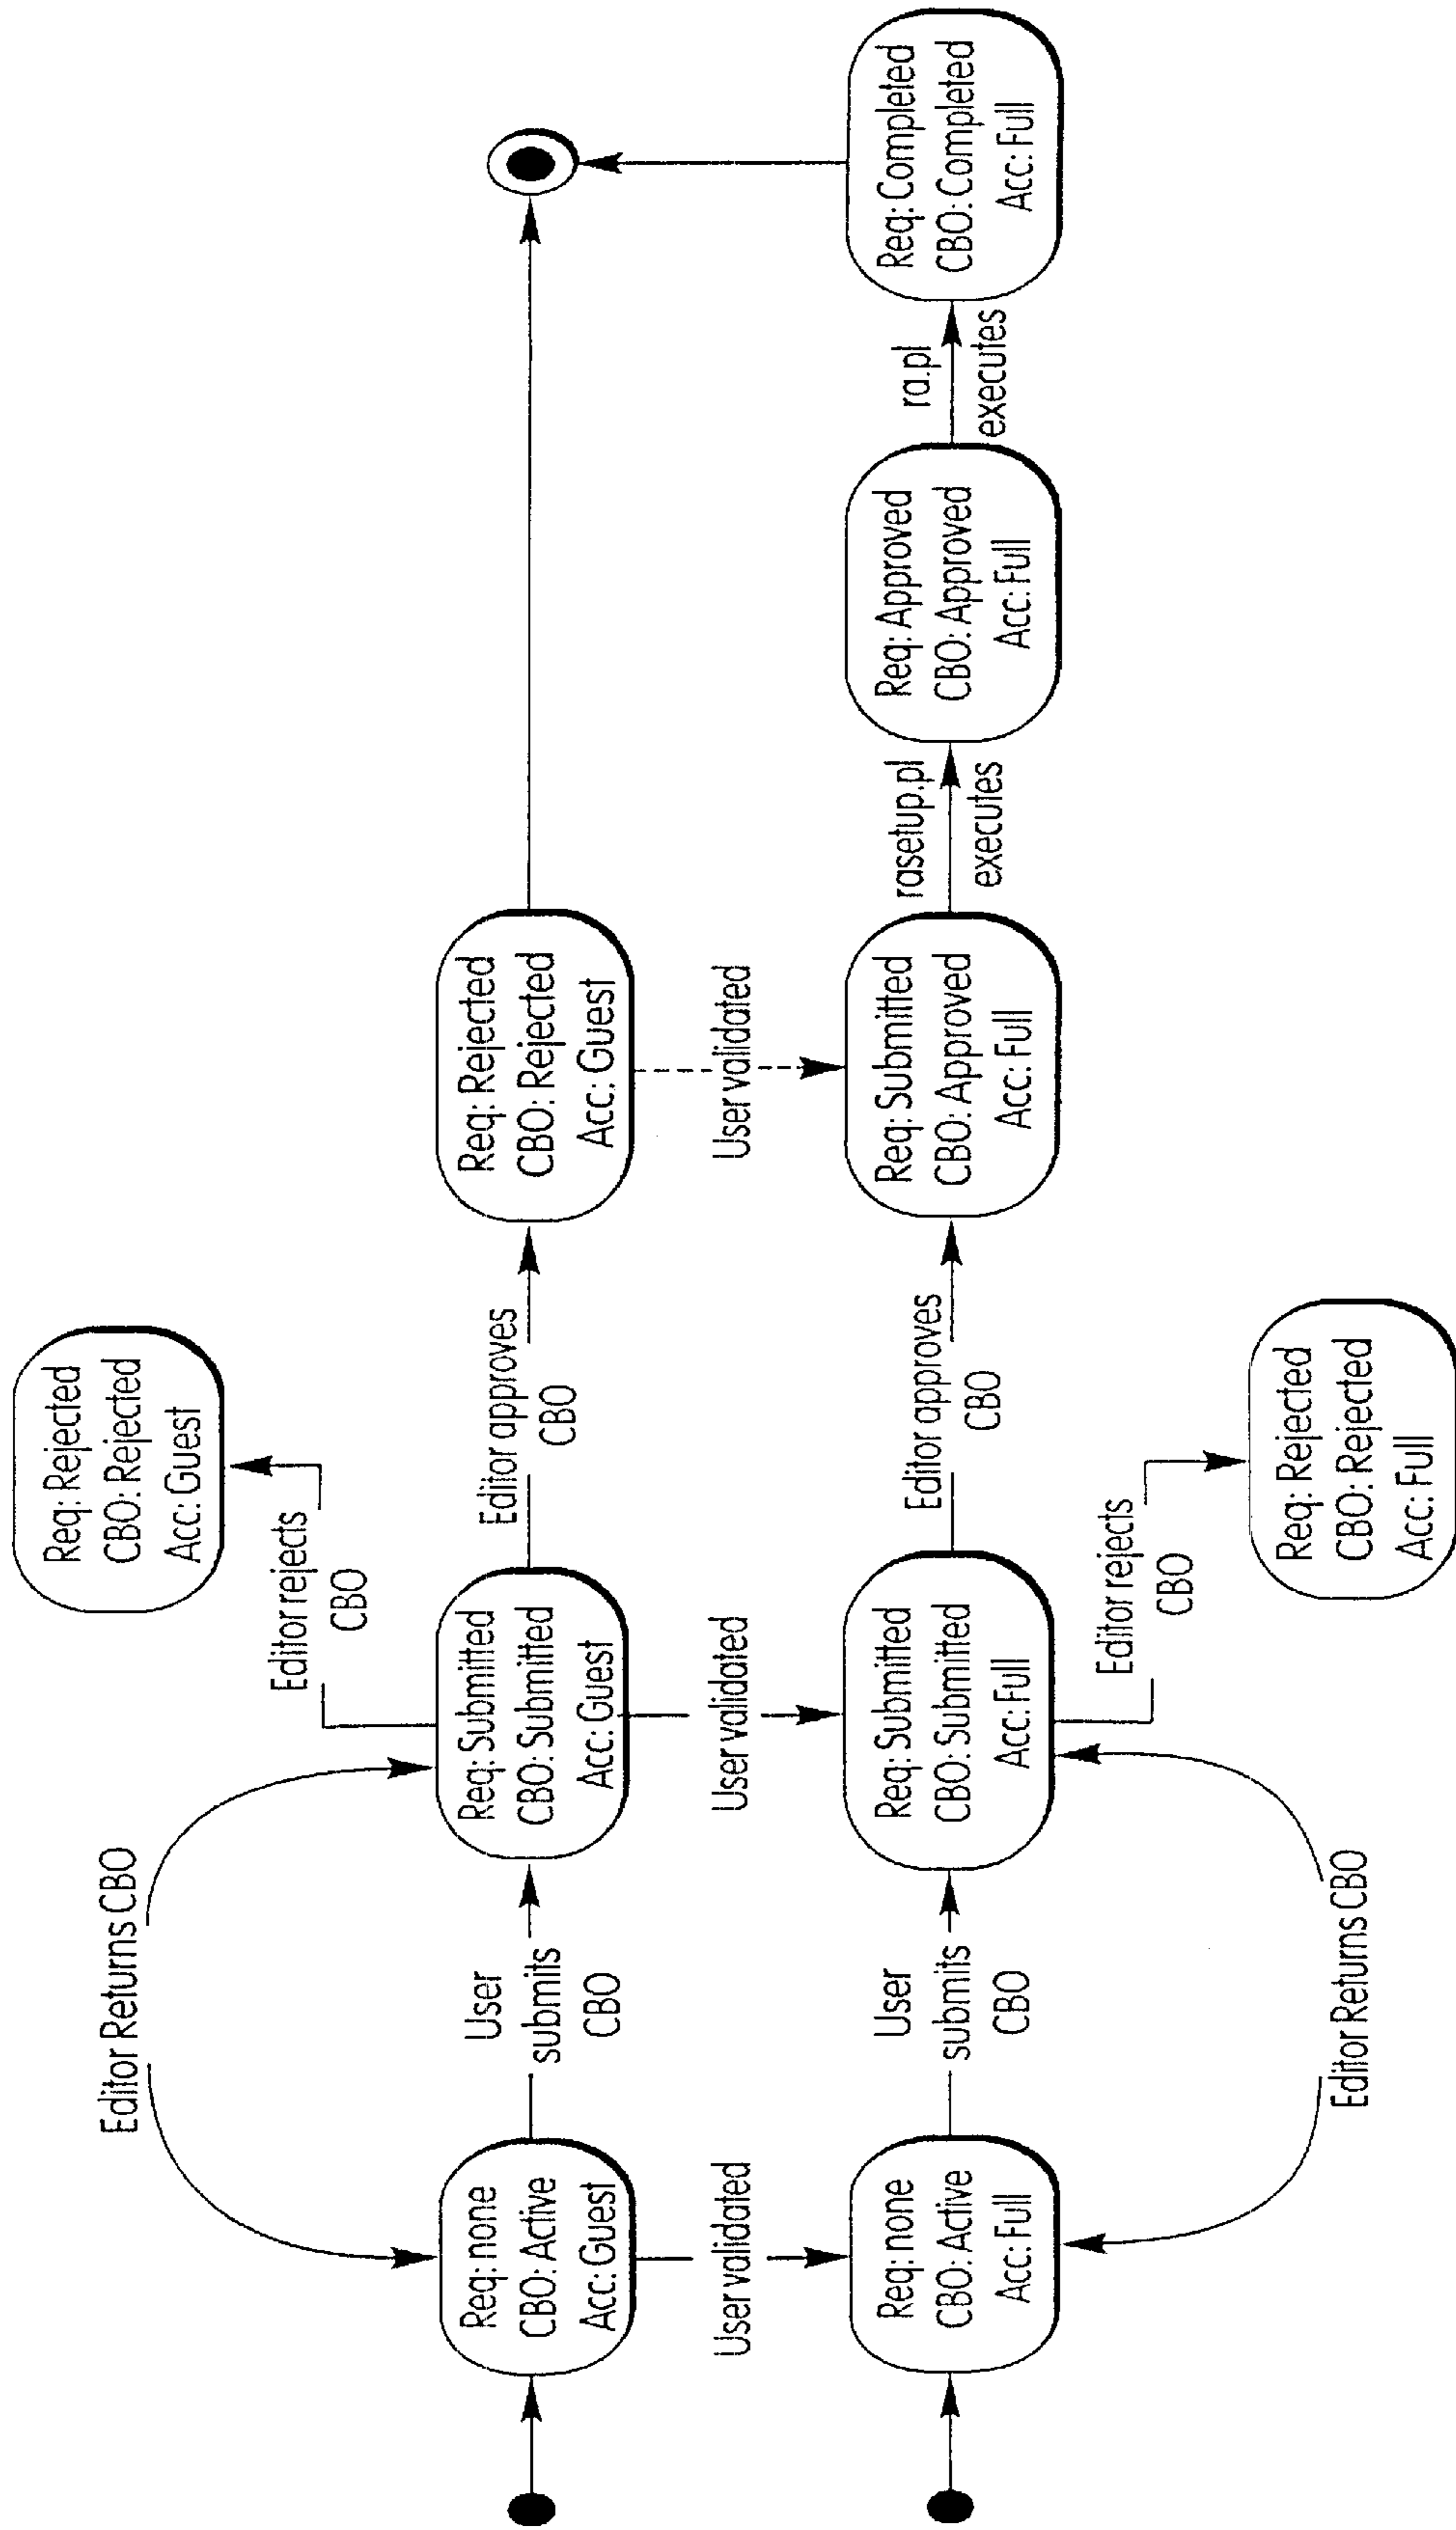 Editor Returns CBO
Editor rejects
CBO
Req: Rejected
CBO: Rejected
Acc: Guest
Req: none
CBO: Active
Acc: Guest
User
submits
CBO
Req: Submitted
CBO: Submitted
Acc: Guest
Editor approves
CBO
Req: Rejected
CBO: Rejected
Acc: Guest
User validated
User validated
User validated
Req: none
CBO: Active
Acc: Full
User
submits
CBO
Req: Submitted
CBO: Submitted
Acc: Full
Editor approves
CBO
Req: Submitted
CBO: Approved
Acc: Full
rasetup.pl
executes
Req: Approved
CBO: Approved
Acc: Full
ra.pl
executes
Req: Completed
CBO: Completed
Acc: Full
Editor Returns CBO
Editor rejects
CBO
Req: Rejected
CBO: Rejected
Acc: Full